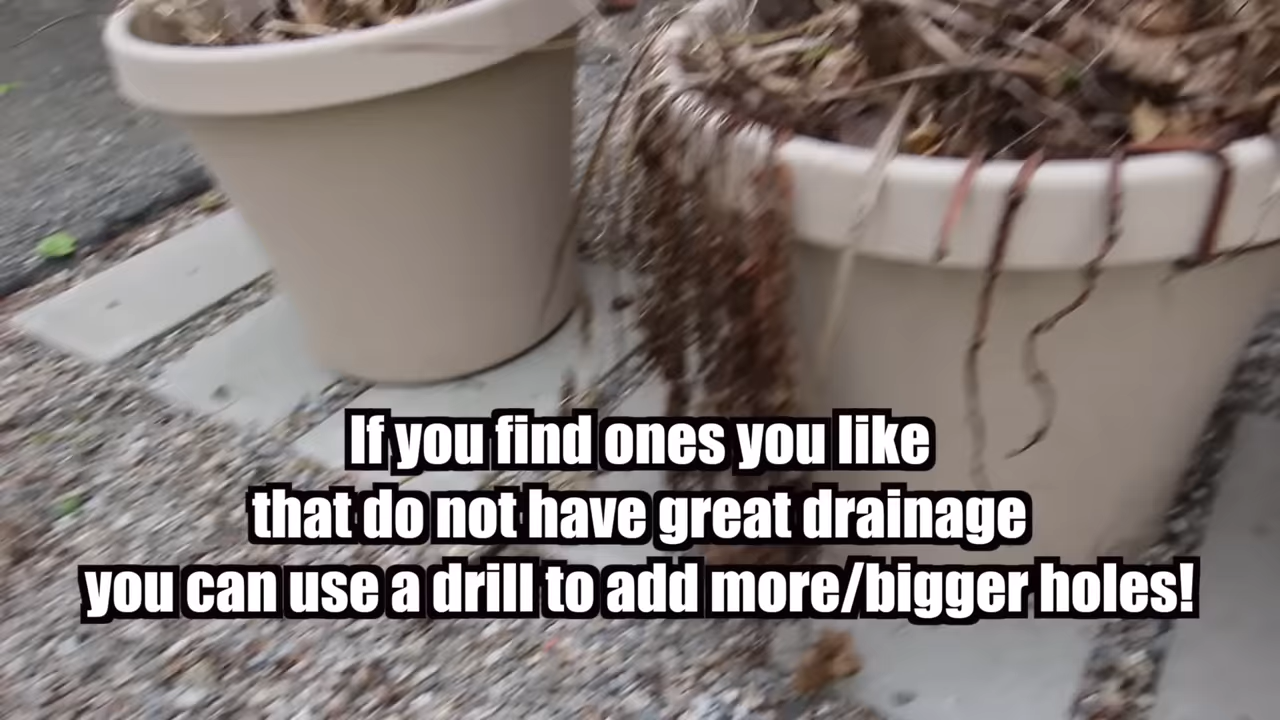 If you find ones you like
that do not have great drainage
you can use a drill to add more/bigger holes!